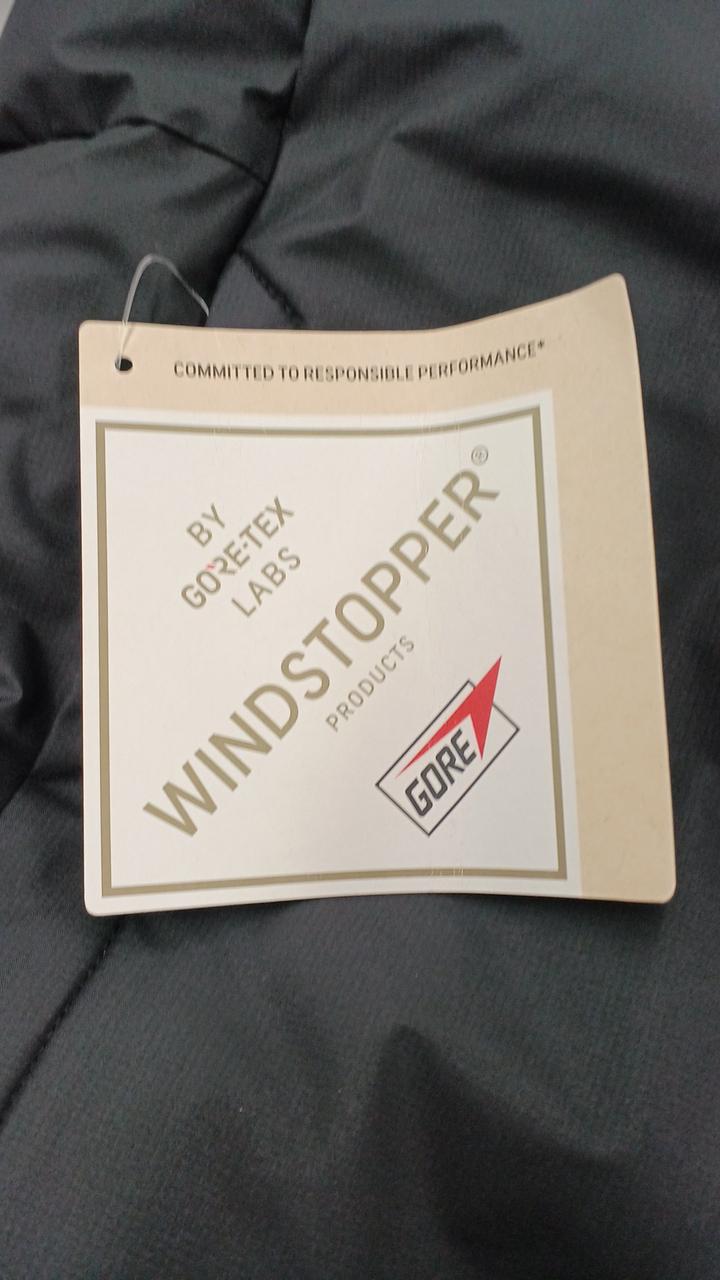 COMMITTED TO RESPONSIBLE PERFORMANCE*
BY
GORE-TEX
LABS
WINDSTOPPER®
PRODUCTS
GORE